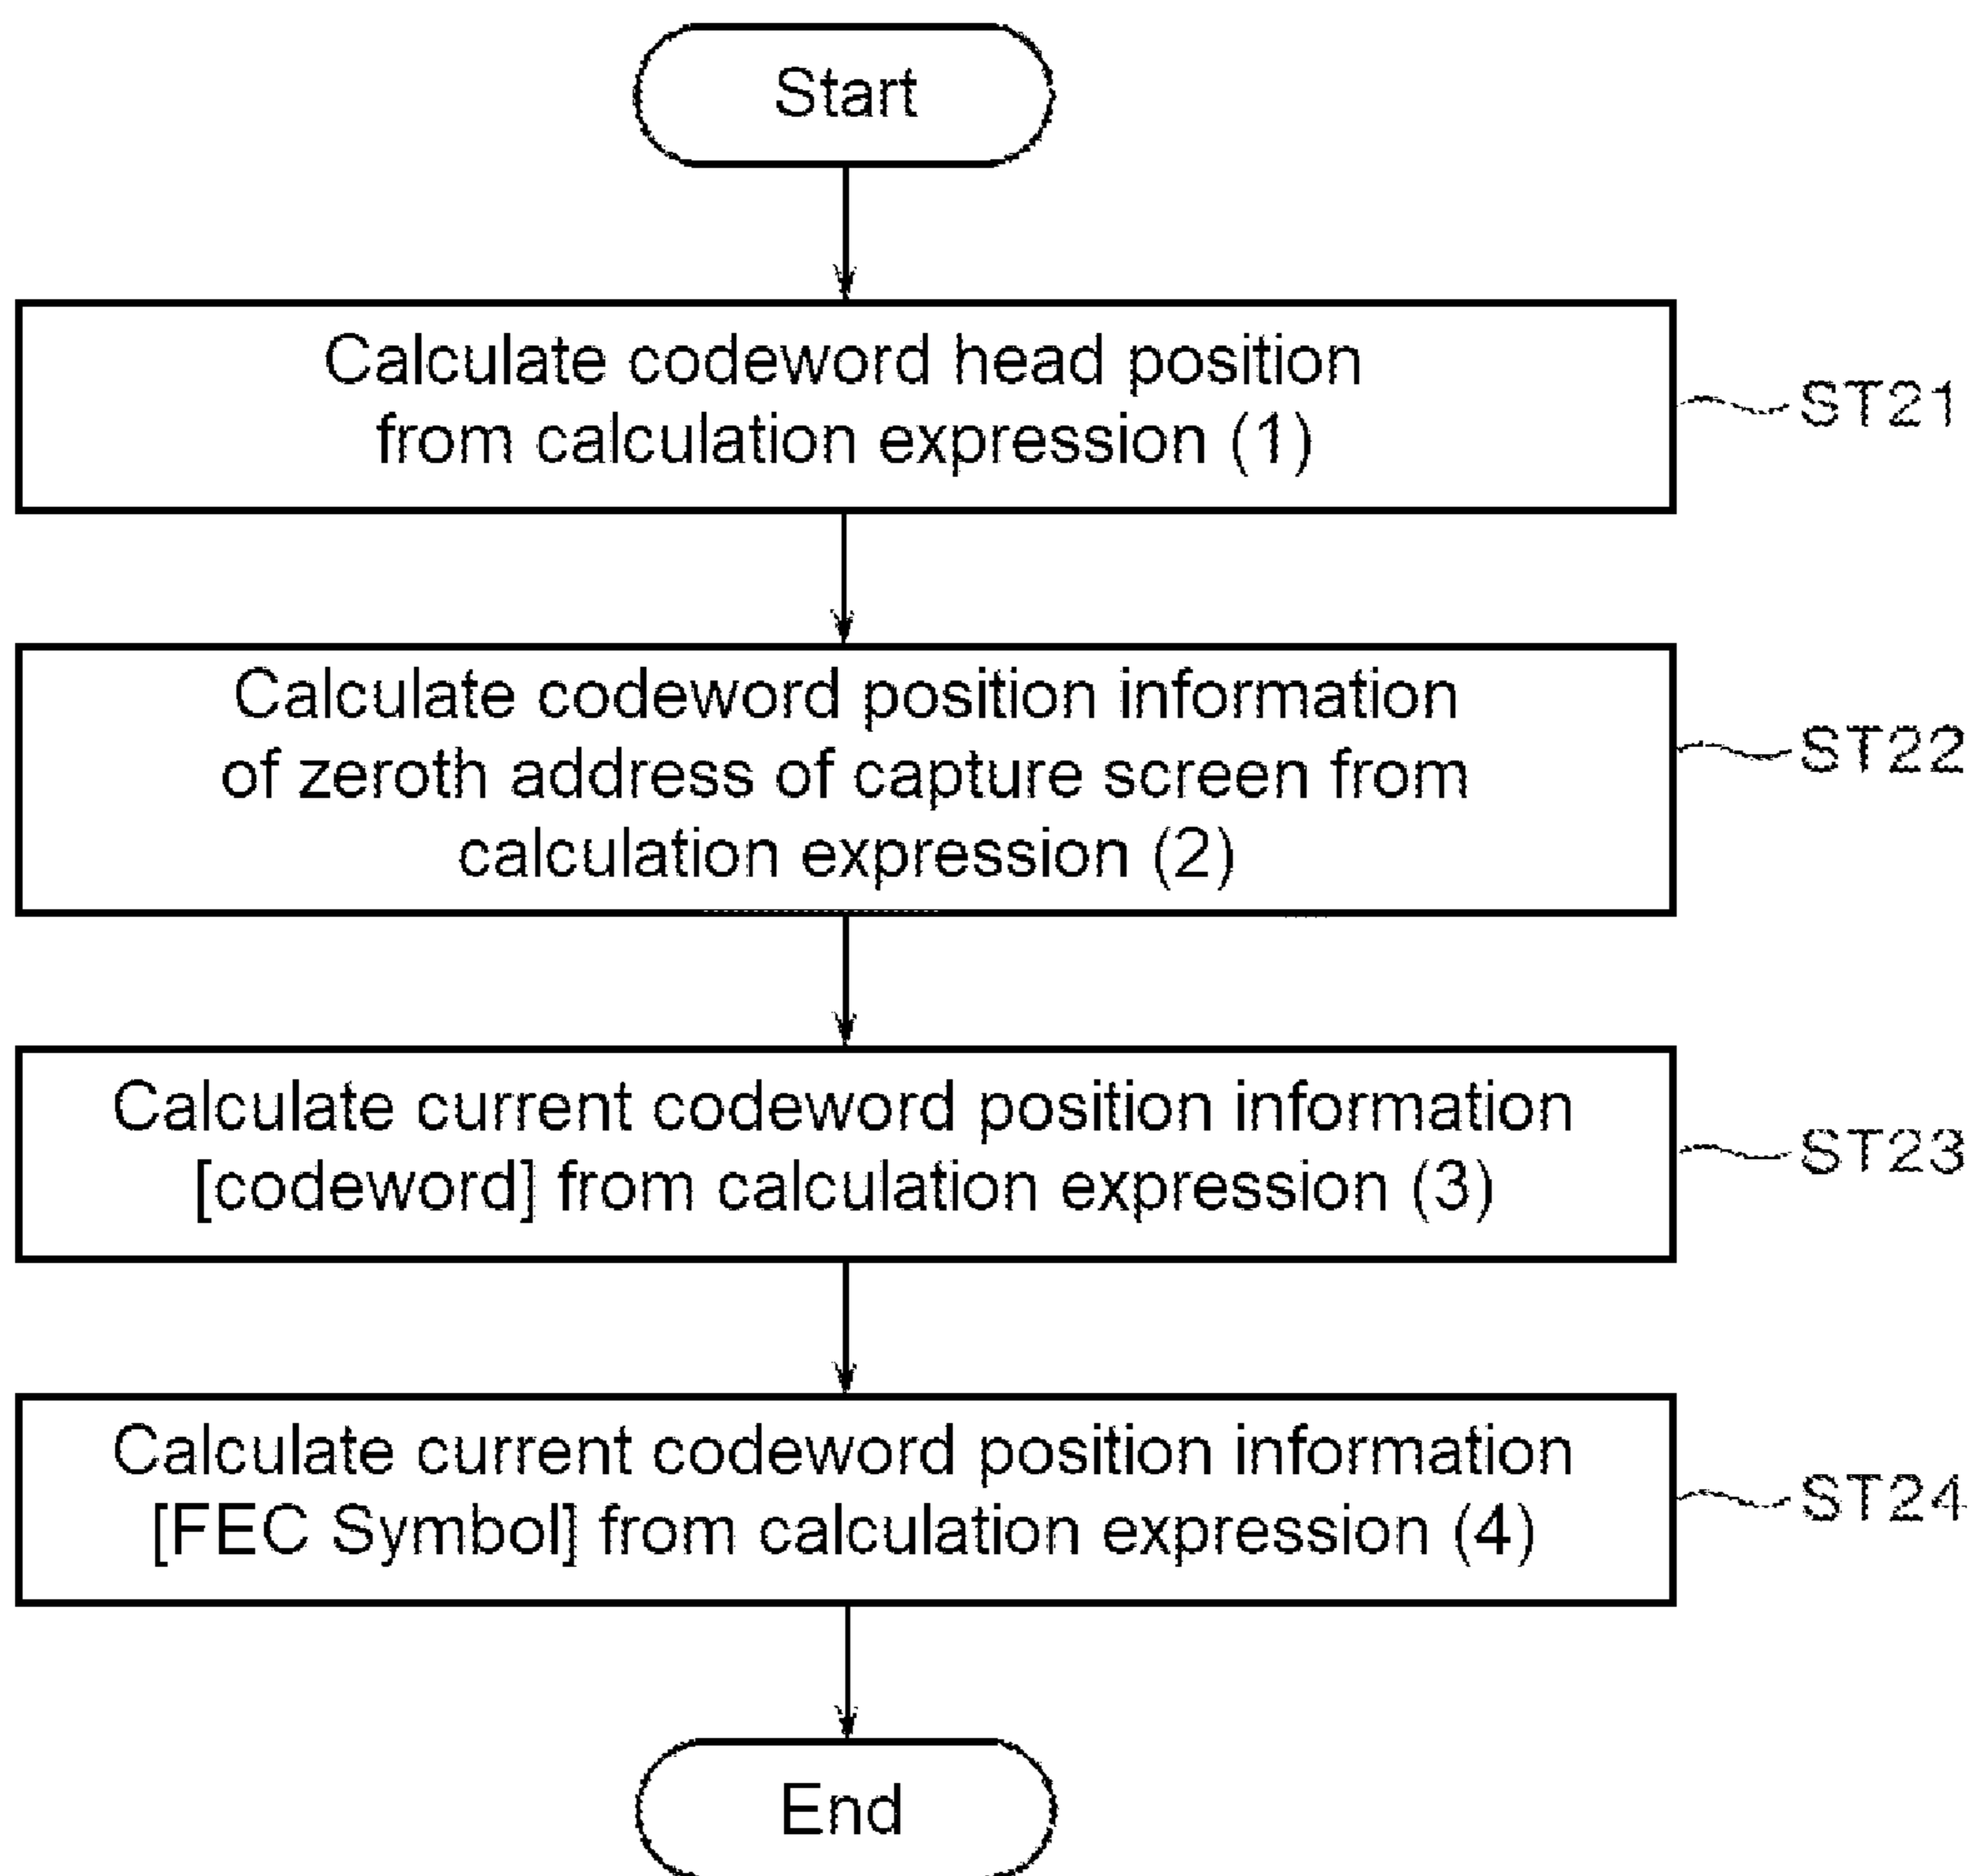 Start
Calculate codeword head position
from calculation expression (1)
ST21
Calculate codeword position information
of zeroth address of capture screen from
calculation expression (2)
ST22
Calculate current codeword position information
[codeword] from calculation expression (3)
ST23
Calculate current codeword position information
[FEC Symbol] from calculation expression (4)
ST24
End